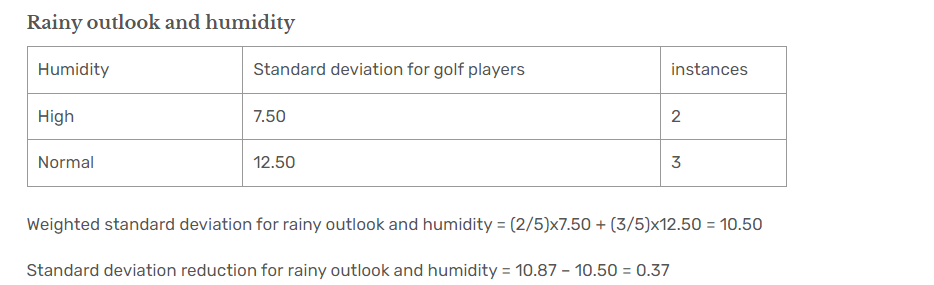 Rainy outlook and humidity
Humidity Standard deviation for golf players instances
High 7.50 2
Normal 12.50 3
Weighted standard deviation for rainy outlook and humidity = (2/5)x7.50 + (3/5)x12.50 = 10.50
Standard deviation reduction for rainy outlook and humidity = 10.87 – 10.50 = 0.37